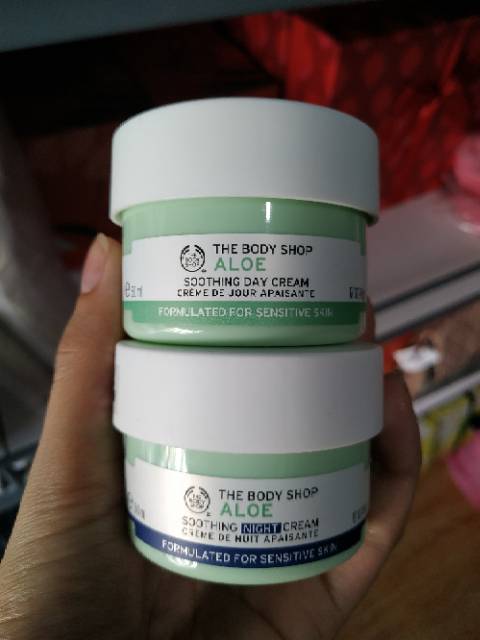 THE BODY SHOP
ALOE
SOOTHING DAY CREAM
CRÈME DE JOUR APAISANTE
℮50ml
FORMULATED FOR SENSITIVE SKIN
THE BODY SHOP
ALOE
SOOTHING NIGHT CREAM
CRÈME DE NUIT APAISANTE
FORMULATED FOR SENSITIVE SKIN